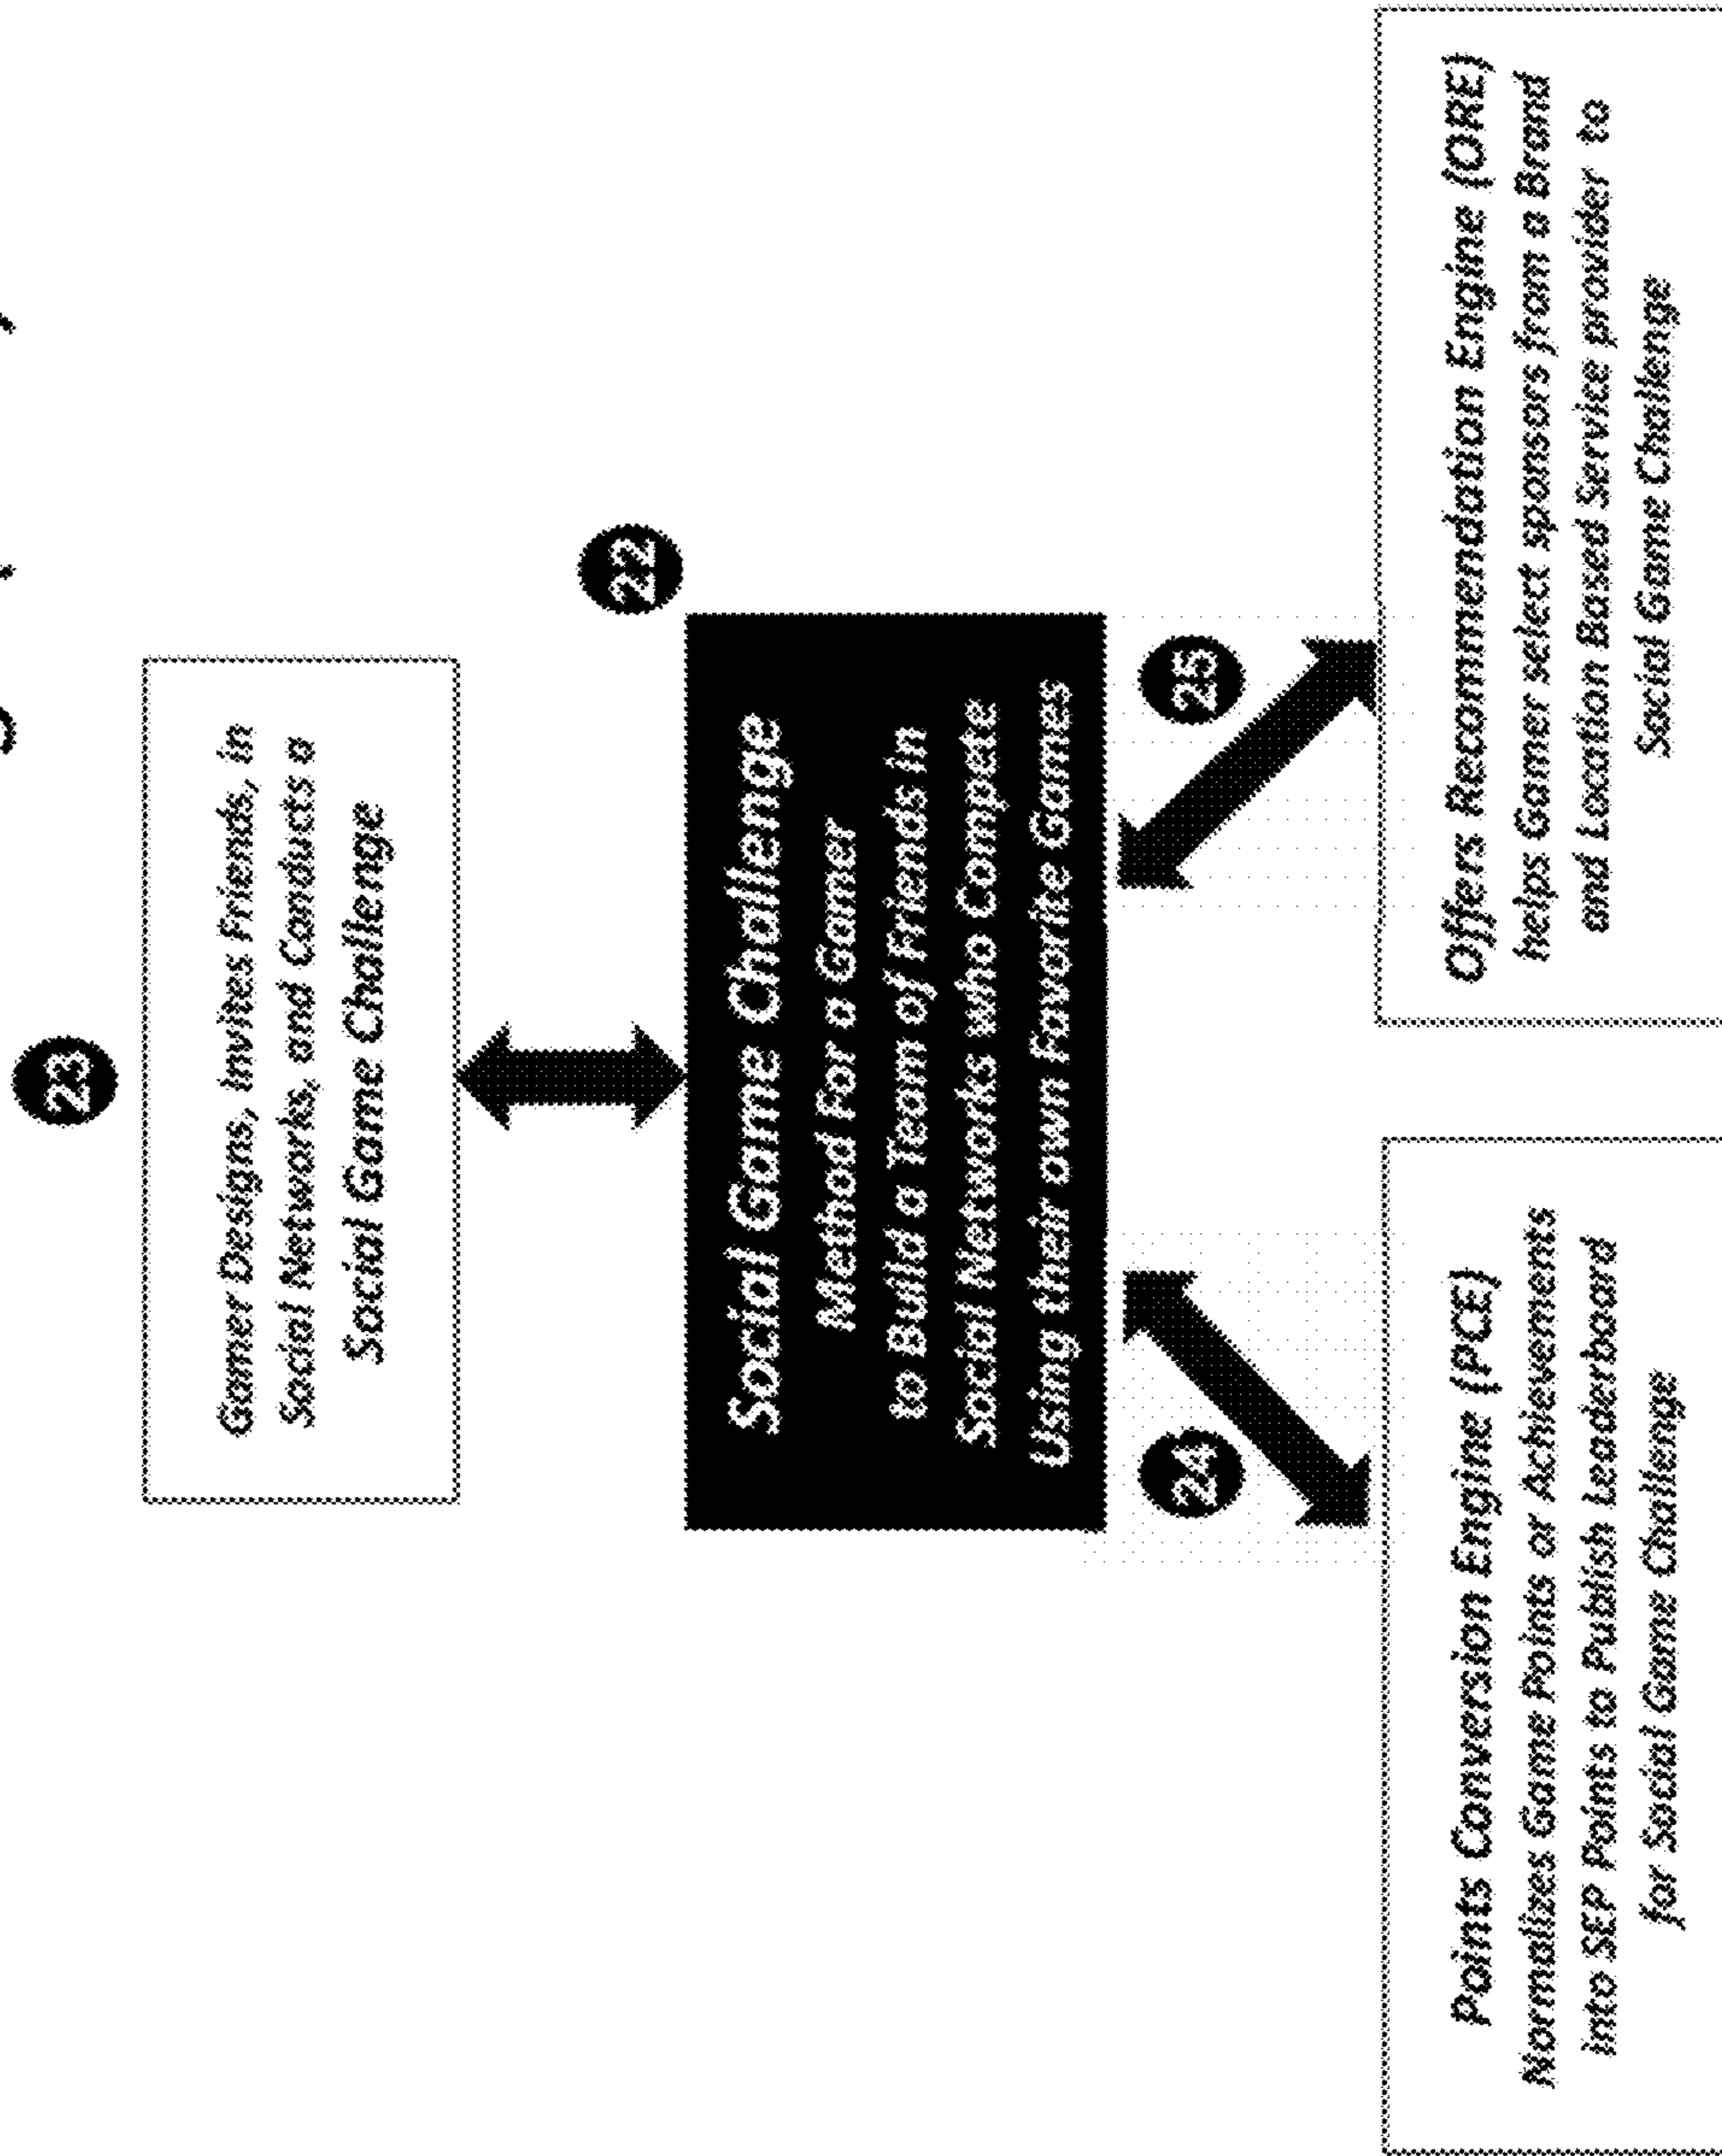 23
Gamer Designs, Invites Friends, in
Social Networks, and Conducts a
Social Game Challenge
22
Social Game Challenge
Method For a Gamer
to Build a Team of Friends in
Social Networks who Compete
Using their own Favorite Games
24
25
Points Conversion Engine (PCE)
Normalizes Game Points or Achievements
into SEP Points to Publish Leaderboard
for Social Game Challenge
Offers Recommendation Engine (ORE)
helps Gamer select sponsors from a Brand
and Location Based Service provider to
Social Game Challenge